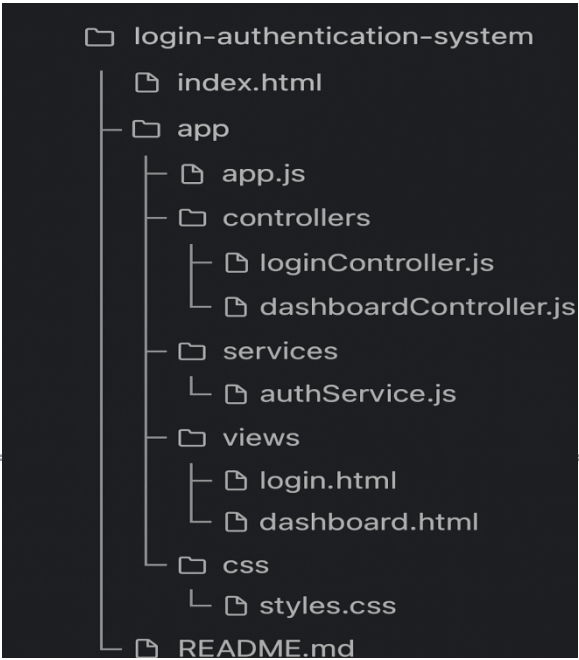 login-authentication-system
index.html
app
app.js
controllers
loginController.js
dashboardController.js
services
authService.js
views
login.html
dashboard.html
css
styles.css
README.md